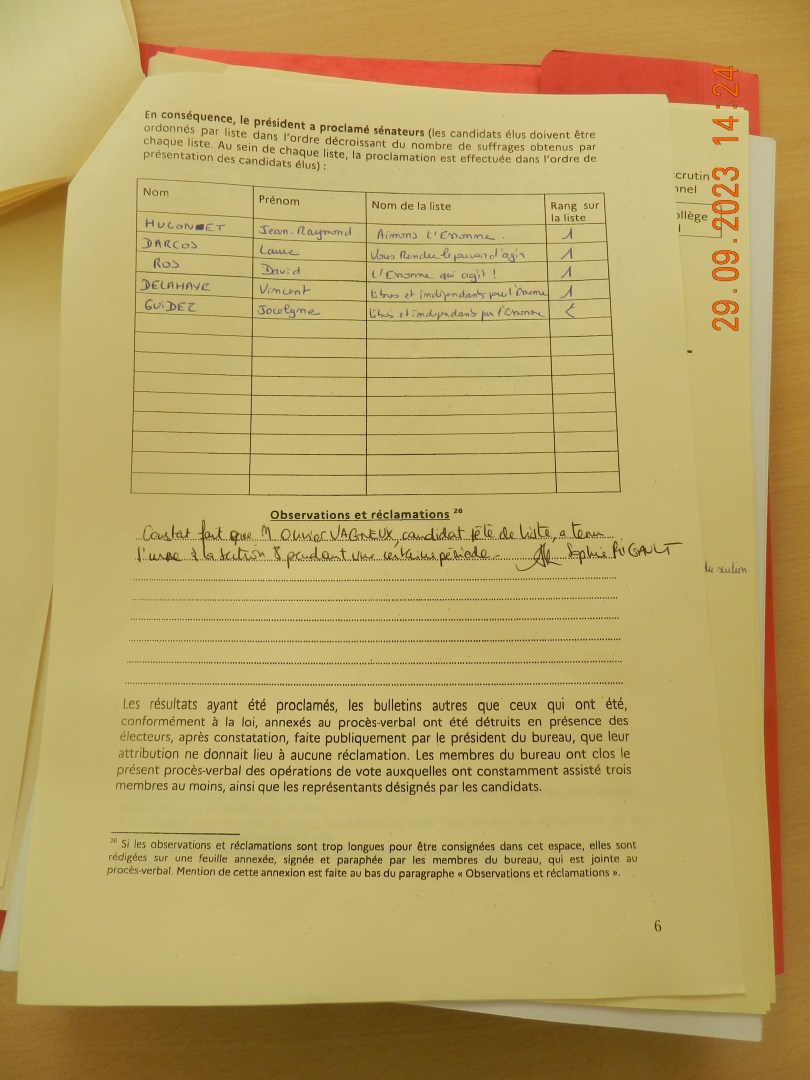 En conséquence, le président a proclamé sénateurs (les candidats élus doivent être
ordonnés par liste dans l'ordre décroissant du nombre de suffrages obtenus par
chaque liste. Au sein de chaque liste, la proclamation est effectuée dans l'ordre de
présentation des candidats élus) :
Nom Prénom Nom de la liste Rang sur la liste
HUGONET Jean-Raymond Aimons L'Essonne. 1
DARCOS Laure Vous Rendre le pouvoir d'agir 1
ROS David L'Essonne qui agit ! 1
DELAHAYE Vincent Libres et indépendants pour l'Essonne 1
GUIDEZ Jocelyne Libres et indépendants pour l'Essonne
Observations et réclamations 26
Constat fait que M Olivier VAGNEUX, candidat tête de liste, a tenu
l'urne à la section 8 pendant une certaine période. Sophie RIGAULT
Les résultats ayant été proclamés, les bulletins autres que ceux qui ont été,
conformément à la loi, annexés au procès-verbal ont été détruits en présence des
électeurs, après constatation, faite publiquement par le président du bureau, que leur
attribution ne donnait lieu à aucune réclamation. Les membres du bureau ont clos le
présent procès-verbal des opérations de vote auxquelles ont constamment assisté trois
membres au moins, ainsi que les représentants désignés par les candidats.
26 Si les observations et réclamations sont trop longues pour être consignées dans cet espace, elles sont
rédigées sur une feuille annexée, signée et paraphée par les membres du bureau, qui est jointe au
procès-verbal. Mention de cette annexion est faite au bas du paragraphe « Observations et réclamations ».
6
crutin
nnel
ollège
la section
29.09.2023 14:24